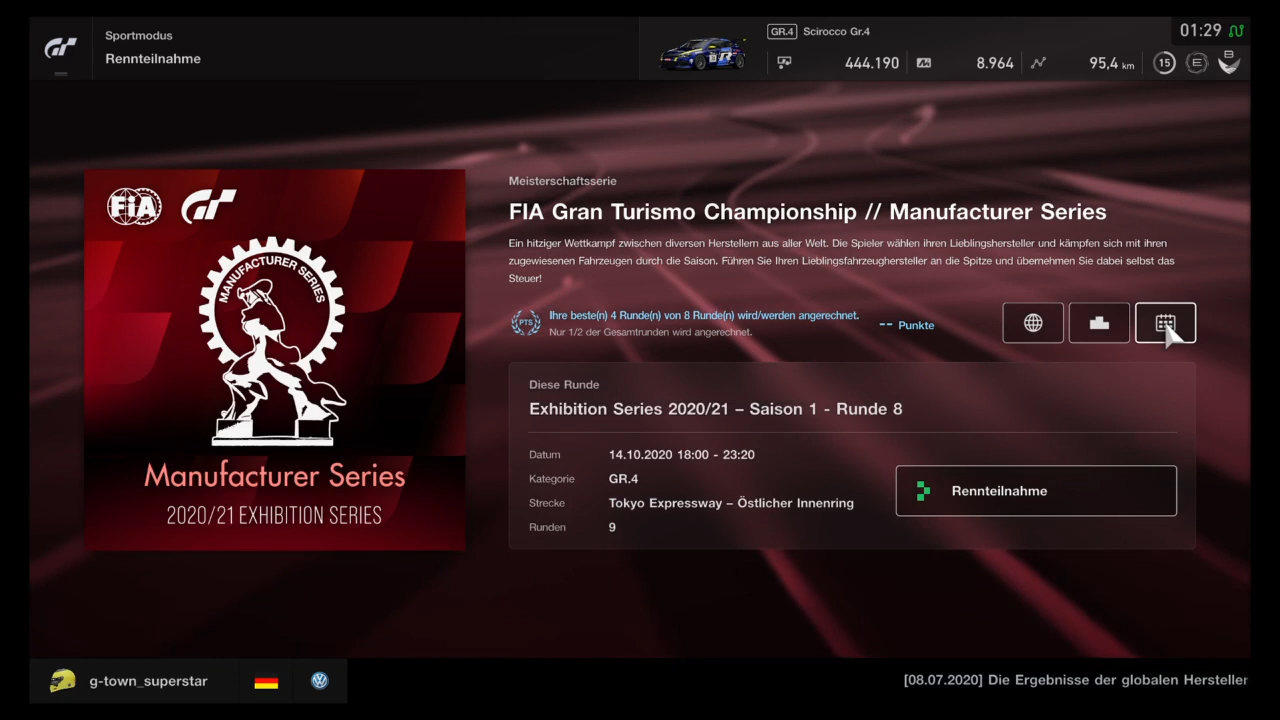 Sportmodus
Rennteilnahme
GR.4 Scirocco Gr.4
444.190 8.964 95,4 km 15 E B
01:29
FIA GT
MANUFACTURER SERIES
Manufacturer Series
2020/21 EXHIBITION SERIES
Meisterschaftsserie
FIA Gran Turismo Championship // Manufacturer Series
Ein hitziger Wettkampf zwischen diversen Herstellern aus aller Welt. Die Spieler wählen ihren Lieblingshersteller und kämpfen sich mit ihren
zugewiesenen Fahrzeugen durch die Saison. Führen Sie Ihren Lieblingsfahrzeughersteller an die Spitze und übernehmen Sie dabei selbst das
Steuer!
PTS
Ihre beste(n) 4 Runde(n) von 8 Runde(n) wird/werden angerechnet.
Nur 1/2 der Gesamtrunden wird angerechnet.
-- Punkte
Diese Runde
Exhibition Series 2020/21 – Saison 1 - Runde 8
Datum 14.10.2020 18:00 - 23:20
Kategorie GR.4
Strecke Tokyo Expressway – Östlicher Innenring
Runden 9
Rennteilnahme
g-town_superstar
[08.07.2020] Die Ergebnisse der globalen Hersteller